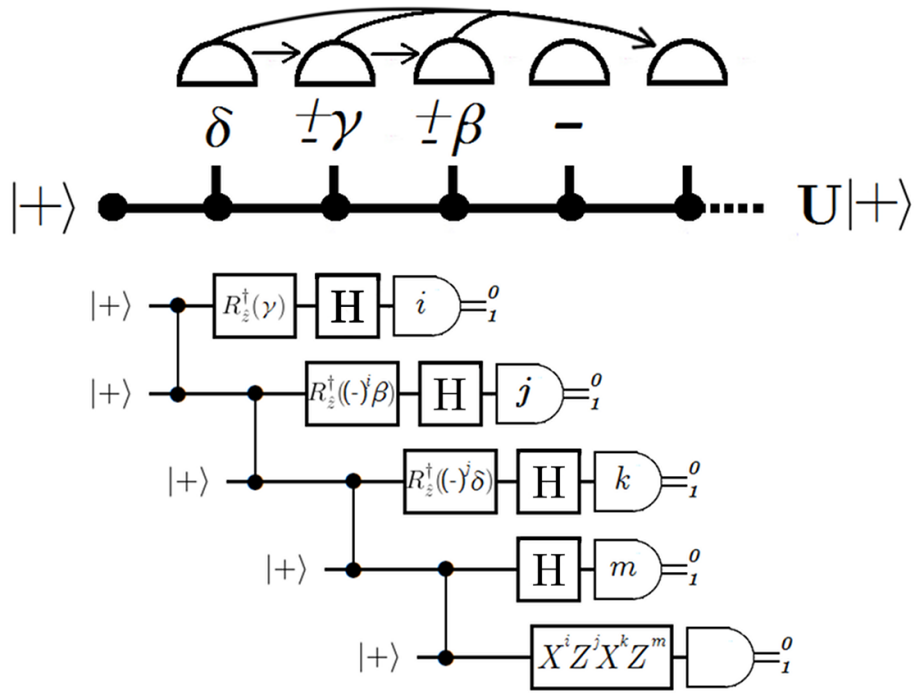 δ ±γ ±β –
|+⟩ U|+⟩
|+⟩ R†ẑ(γ) H i 0 1
|+⟩ R†ẑ((-)ⁱβ) H j 0 1
|+⟩ R†ẑ((-)ʲδ) H k 0 1
|+⟩ H m 0 1
|+⟩ XⁱZʲXᵏZᵐ 0 1